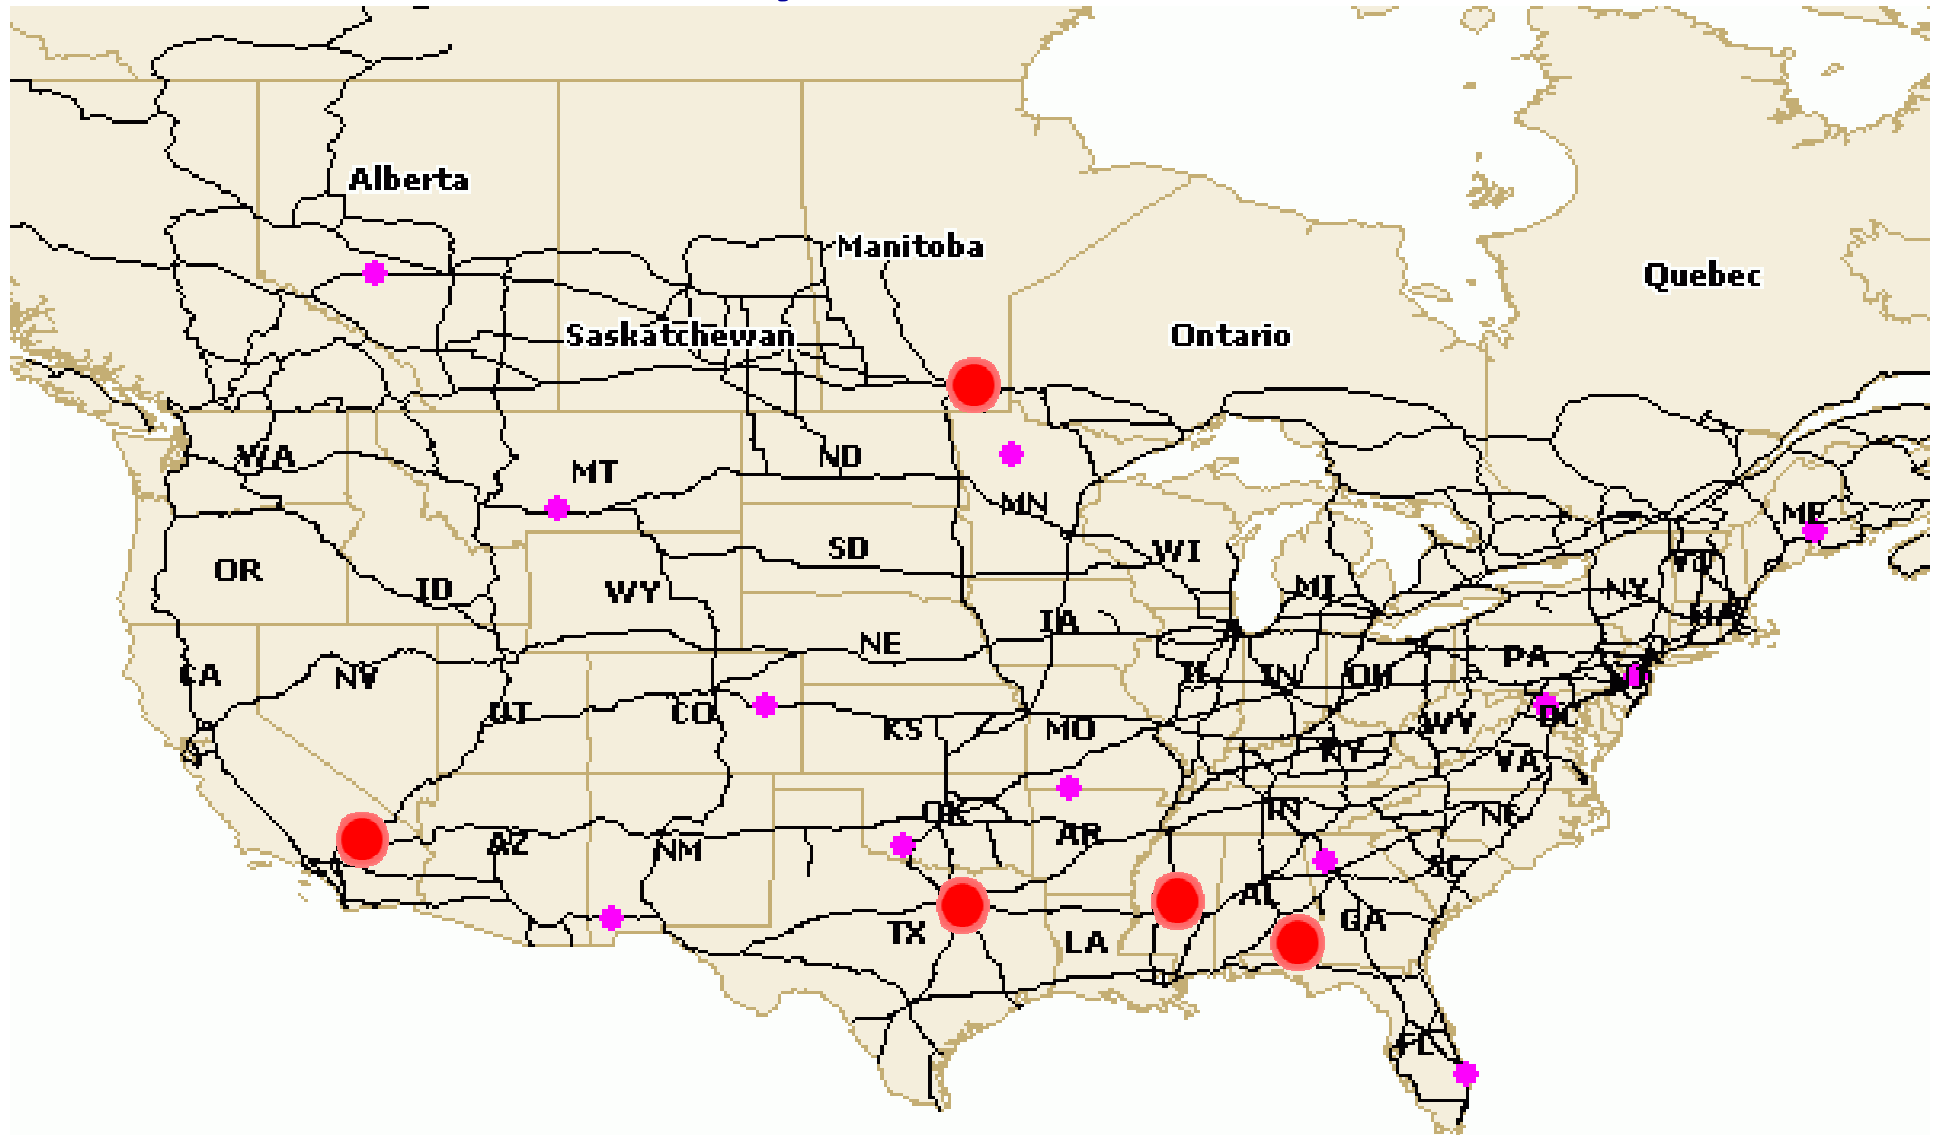 Alberta
Manitoba
Quebec
Saskatchewan
Ontario
WA
MT
ND
MN
ME
OR
ID
WY
SD
WI
MI
NY
VT
MA
IA
NE
CA
NV
UT
CO
KS
MO
IL
IN
OH
PA
NJ
WV
DC
KY
VA
AZ
NM
OK
AR
TN
NC
SC
TX
LA
AL
GA
FL